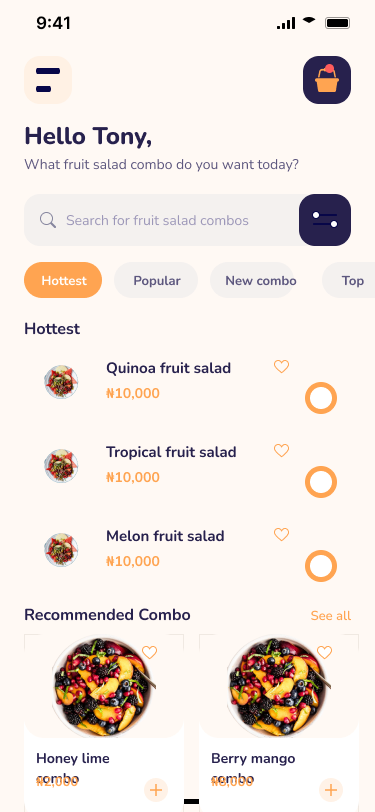 9:41
Hello Tony,
What fruit salad combo do you want today?
Search for fruit salad combos
Hottest Popular New combo Top
Hottest
Quinoa fruit salad
₦10,000
Tropical fruit salad
₦10,000
Melon fruit salad
₦10,000
Recommended Combo See all
Honey lime Berry mango
combo combo